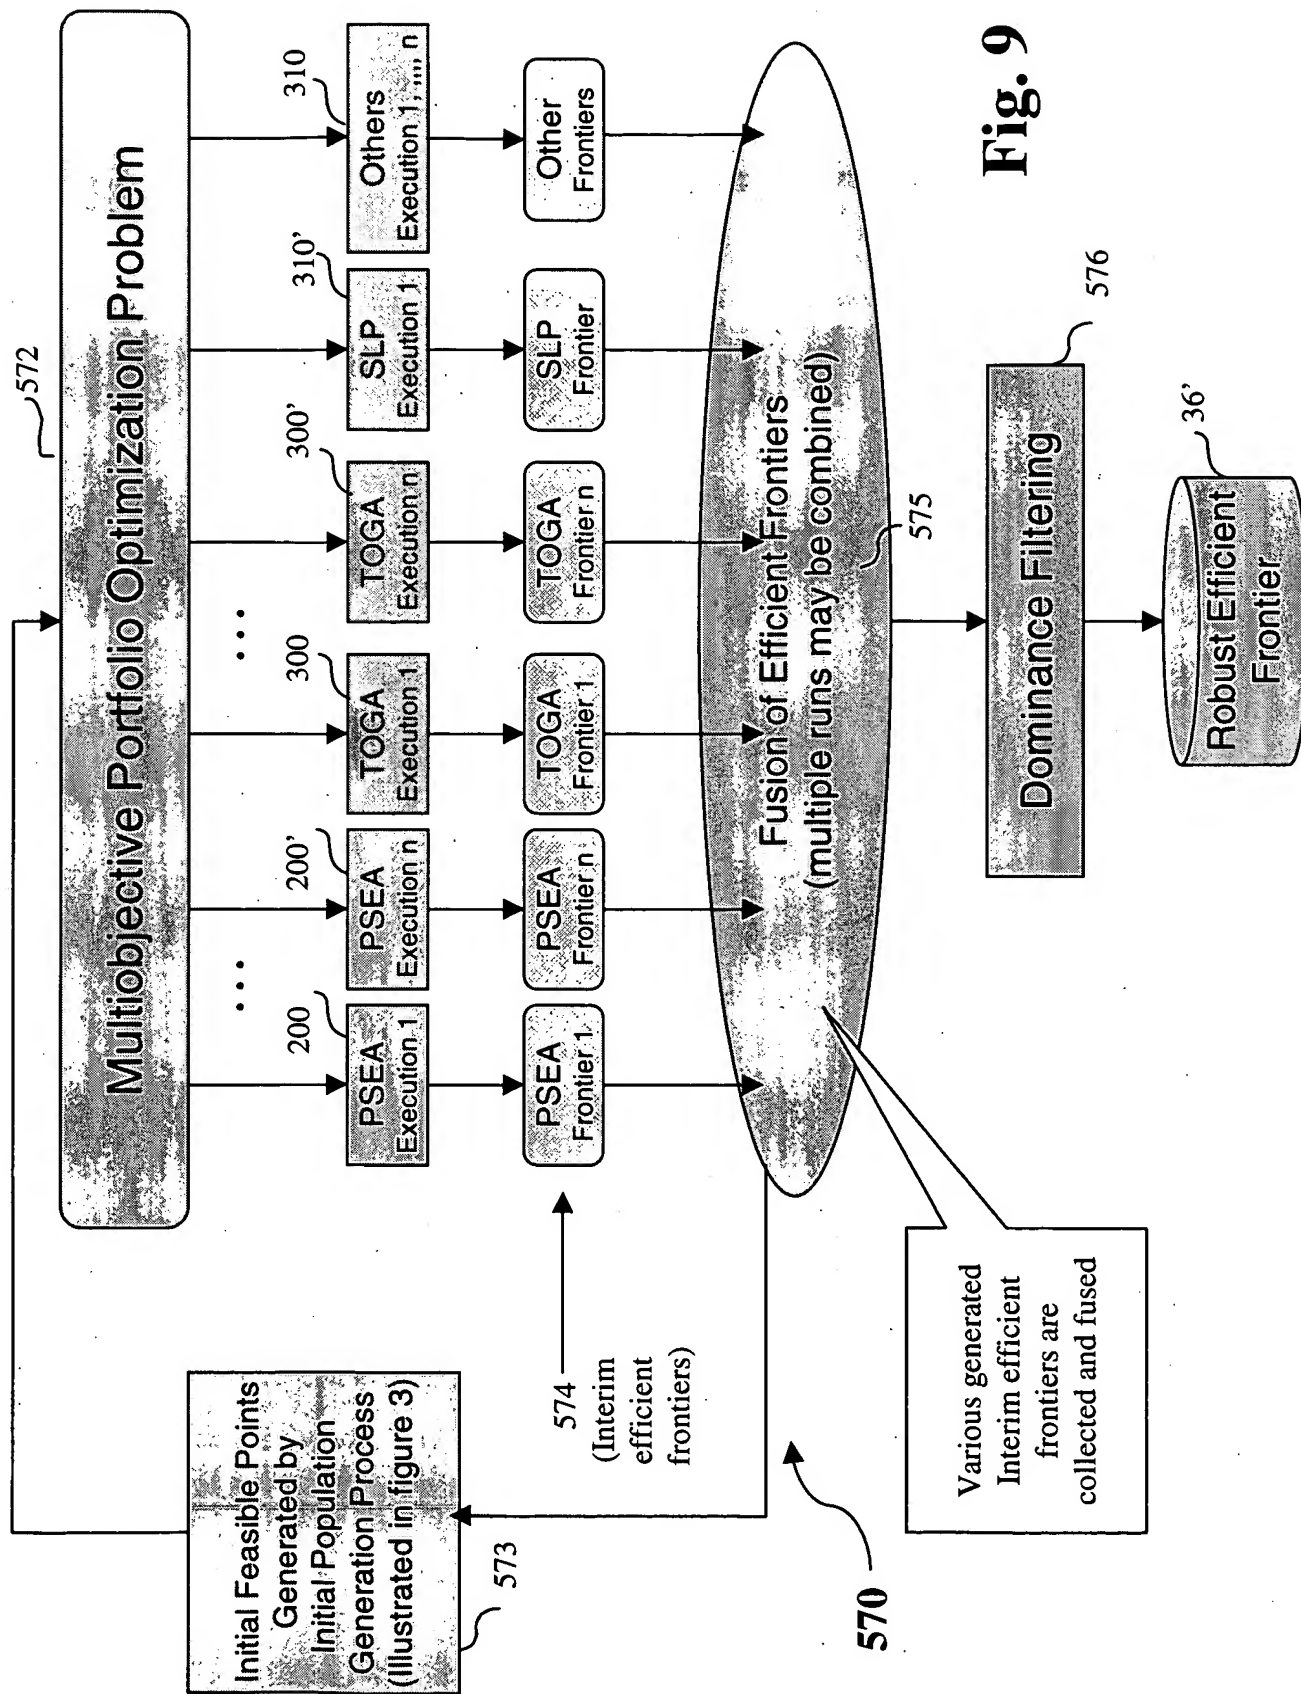 572
Multiobjective Portfolio Optimization Problem
Initial Feasible Points
Generated by
Initial Population
Generation Process
(Illustrated in figure 3)
573
200
200’
300
300’
310’
310
...
...
PSEA
Execution 1
PSEA
Execution n
TOGA
Execution 1
TOGA
Execution n
SLP
Execution 1
Others
Execution 1, ,,,, n
574
(Interim
efficient
frontiers)
PSEA
Frontier 1
PSEA
Frontier n
TOGA
Frontier 1
TOGA
Frontier n
SLP
Frontier
Other
Frontiers
Fusion of Efficient Frontiers
(multiple runs may be combined)
575
570
Various generated
Interim efficient
frontiers are
collected and fused
Dominance Filtering
576
36’
Robust Efficient
Frontier
Fig. 9